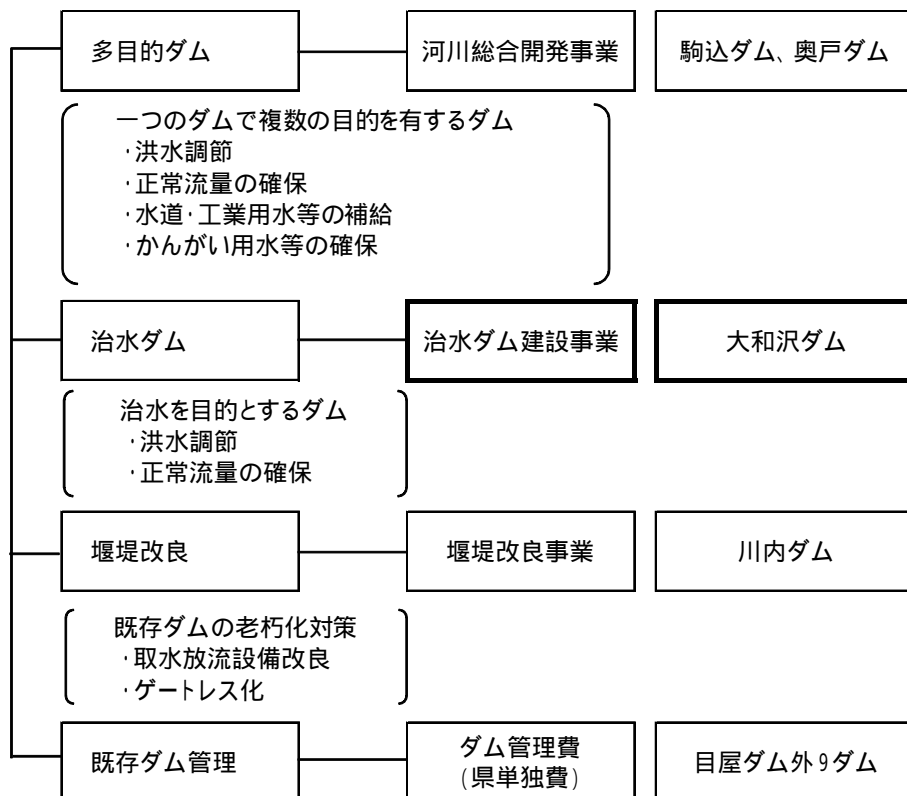 多目的ダム 河川総合開発事業 駒込ダム、奥戸ダム
一つのダムで複数の目的を有するダム
・洪水調節
・正常流量の確保
・水道・工業用水等の補給
・かんがい用水等の確保
治水ダム 治水ダム建設事業 大和沢ダム
治水を目的とするダム
・洪水調節
・正常流量の確保
堰堤改良 堰堤改良事業 川内ダム
既存ダムの老朽化対策
・取水放流設備改良
・ゲートレス化
既存ダム管理 ダム管理費 目屋ダム外9ダム
(県単独費)